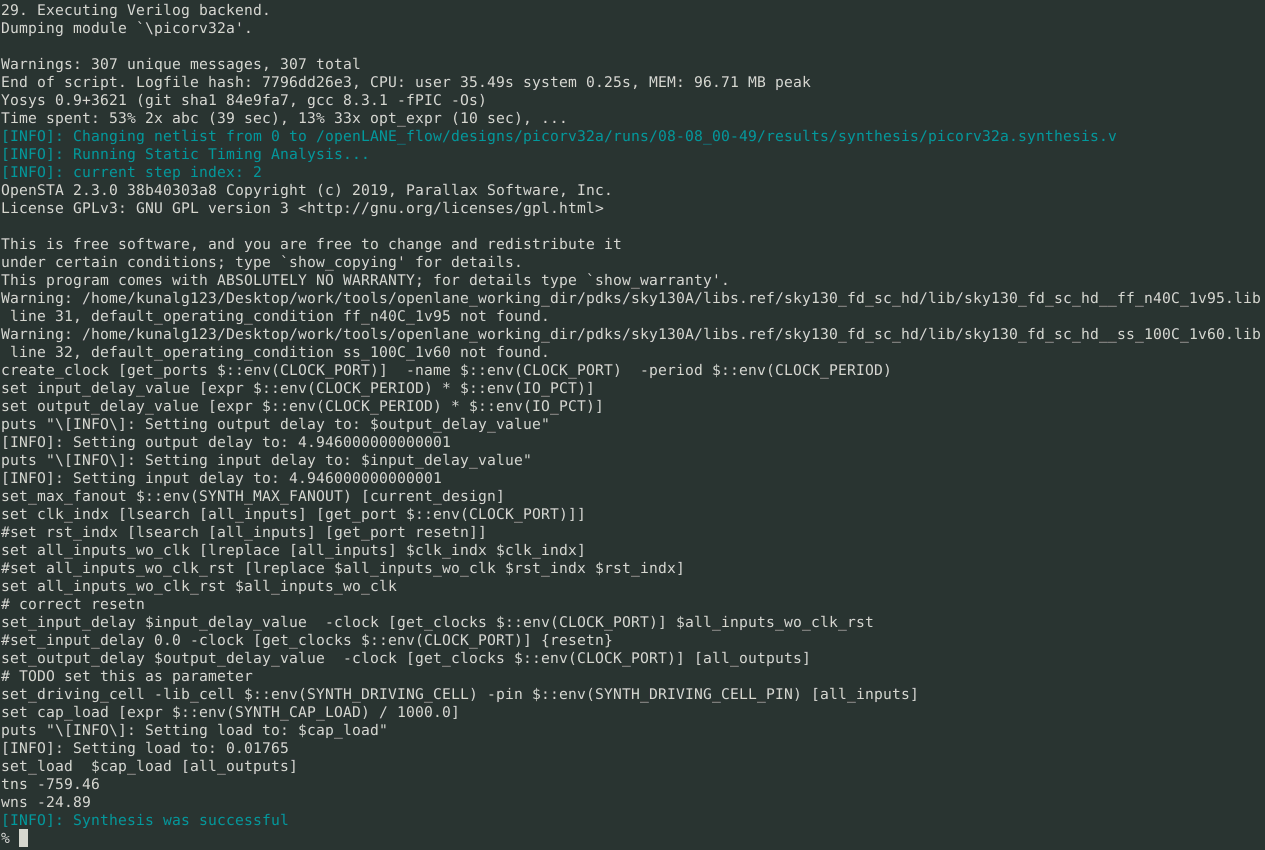 29. Executing Verilog backend.
Dumping module `\picorv32a'.
Warnings: 307 unique messages, 307 total
End of script. Logfile hash: 7796dd26e3, CPU: user 35.49s system 0.25s, MEM: 96.71 MB peak
Yosys 0.9+3621 (git sha1 84e9fa7, gcc 8.3.1 -fPIC -Os)
Time spent: 53% 2x abc (39 sec), 13% 33x opt_expr (10 sec), ...
[INFO]: Changing netlist from 0 to /openLANE_flow/designs/picorv32a/runs/08-08_00-49/results/synthesis/picorv32a.synthesis.v
[INFO]: Running Static Timing Analysis...
[INFO]: current step index: 2
OpenSTA 2.3.0 38b40303a8 Copyright (c) 2019, Parallax Software, Inc.
License GPLv3: GNU GPL version 3 <http://gnu.org/licenses/gpl.html>
This is free software, and you are free to change and redistribute it
under certain conditions; type `show_copying' for details.
This program comes with ABSOLUTELY NO WARRANTY; for details type `show_warranty'.
Warning: /home/kunalg123/Desktop/work/tools/openlane_working_dir/pdks/sky130A/libs.ref/sky130_fd_sc_hd/lib/sky130_fd_sc_hd__ff_n40C_1v95.lib
 line 31, default_operating_condition ff_n40C_1v95 not found.
Warning: /home/kunalg123/Desktop/work/tools/openlane_working_dir/pdks/sky130A/libs.ref/sky130_fd_sc_hd/lib/sky130_fd_sc_hd__ss_100C_1v60.lib
 line 32, default_operating_condition ss_100C_1v60 not found.
create_clock [get_ports $::env(CLOCK_PORT)]  -name $::env(CLOCK_PORT)  -period $::env(CLOCK_PERIOD)
set input_delay_value [expr $::env(CLOCK_PERIOD) * $::env(IO_PCT)]
set output_delay_value [expr $::env(CLOCK_PERIOD) * $::env(IO_PCT)]
puts "\[INFO\]: Setting output delay to: $output_delay_value"
[INFO]: Setting output delay to: 4.946000000000001
puts "\[INFO\]: Setting input delay to: $input_delay_value"
[INFO]: Setting input delay to: 4.946000000000001
set_max_fanout $::env(SYNTH_MAX_FANOUT) [current_design]
set clk_indx [lsearch [all_inputs] [get_port $::env(CLOCK_PORT)]]
#set rst_indx [lsearch [all_inputs] [get_port resetn]]
set all_inputs_wo_clk [lreplace [all_inputs] $clk_indx $clk_indx]
#set all_inputs_wo_clk_rst [lreplace $all_inputs_wo_clk $rst_indx $rst_indx]
set all_inputs_wo_clk_rst $all_inputs_wo_clk
# correct resetn
set_input_delay $input_delay_value  -clock [get_clocks $::env(CLOCK_PORT)] $all_inputs_wo_clk_rst
#set_input_delay 0.0 -clock [get_clocks $::env(CLOCK_PORT)] {resetn}
set_output_delay $output_delay_value  -clock [get_clocks $::env(CLOCK_PORT)] [all_outputs]
# TODO set this as parameter
set_driving_cell -lib_cell $::env(SYNTH_DRIVING_CELL) -pin $::env(SYNTH_DRIVING_CELL_PIN) [all_inputs]
set cap_load [expr $::env(SYNTH_CAP_LOAD) / 1000.0]
puts "\[INFO\]: Setting load to: $cap_load"
[INFO]: Setting load to: 0.01765
set_load  $cap_load [all_outputs]
tns -759.46
wns -24.89
[INFO]: Synthesis was successful
%